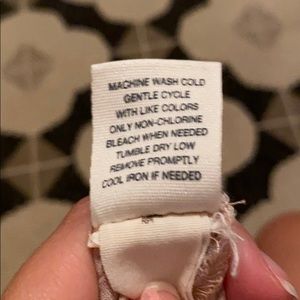 MACHINE WASH COLD
GENTLE CYCLE
WITH LIKE COLORS
ONLY NON-CHLORINE
BLEACH WHEN NEEDED
TUMBLE DRY LOW
REMOVE PROMPTLY
COOL IRON IF NEEDED